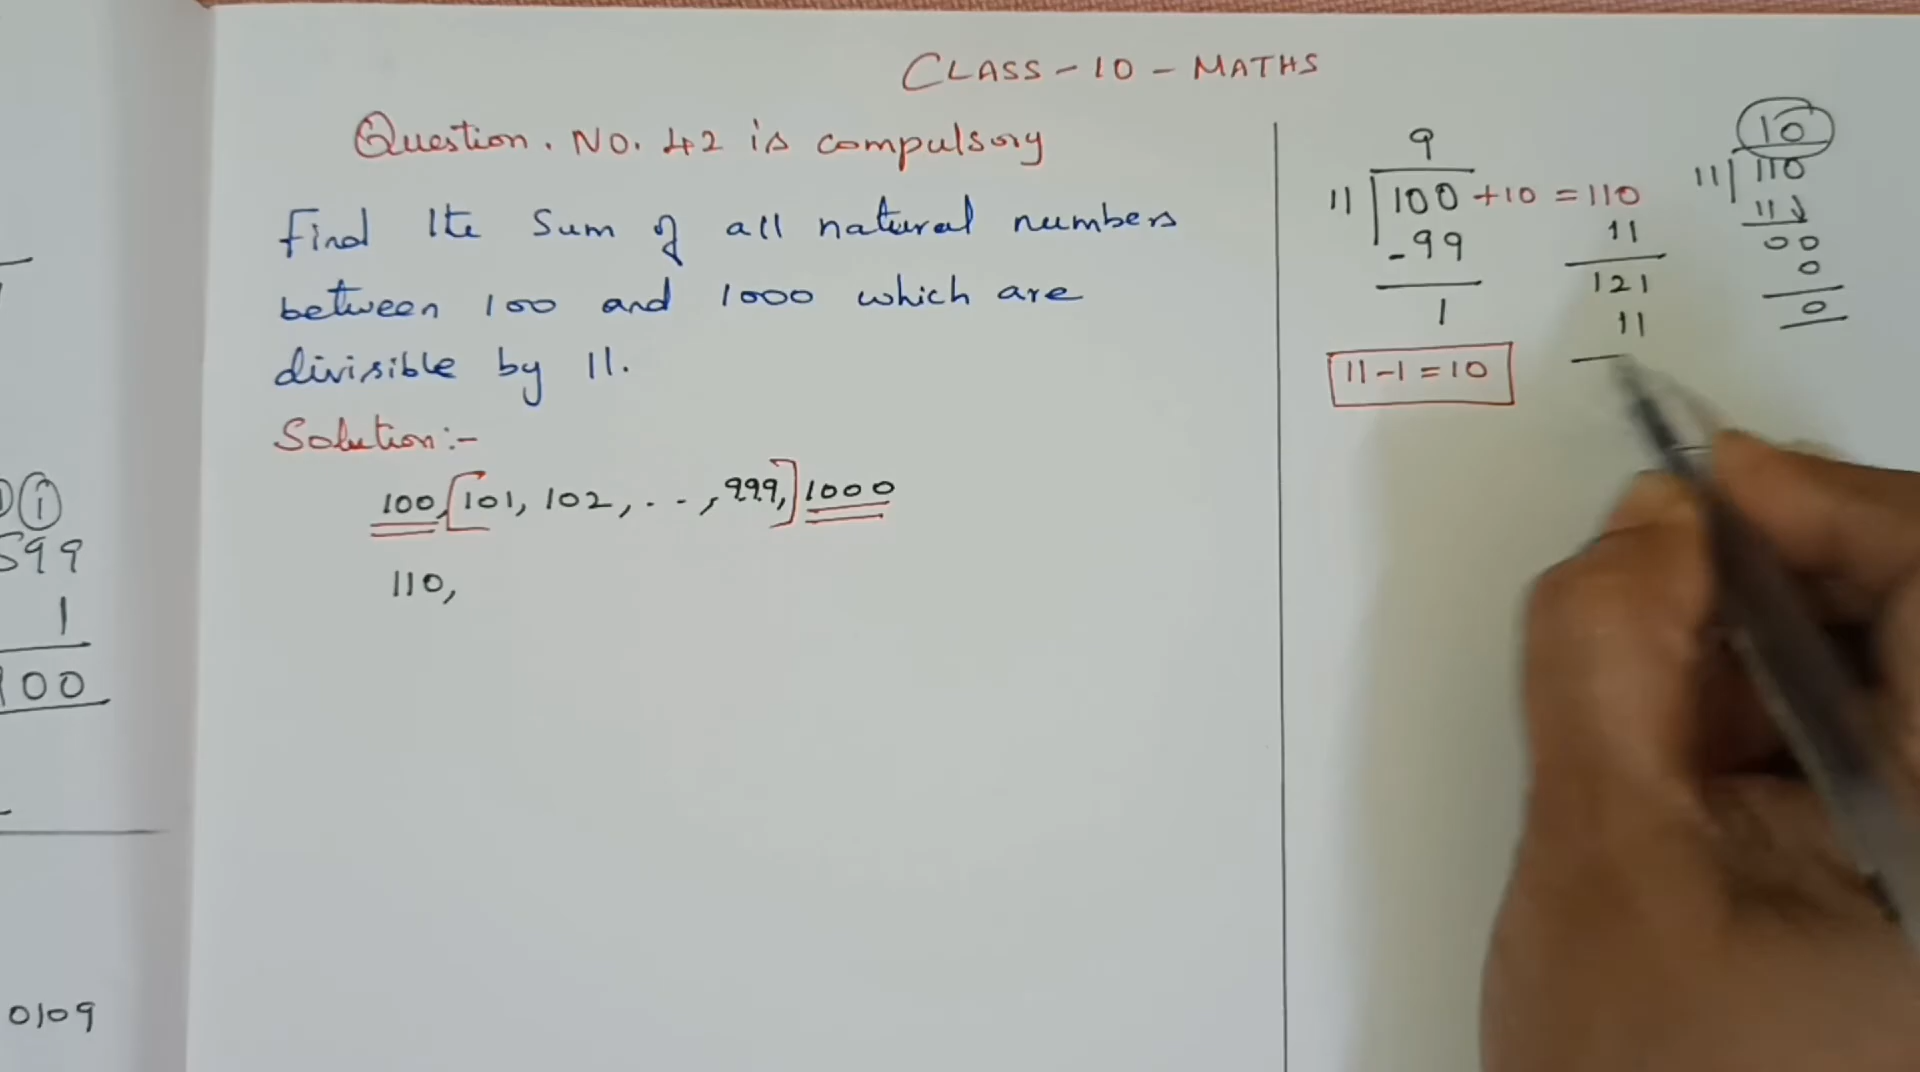 CLASS - 10 - MATHS
Question. No. 42 is compulsory
Find the Sum of all natural numbers
between 100 and 1000 which are
divisible by 11.
Solution:-
100, [101, 102, . . ., 999,] 1000
110,
9
11 100 + 10 = 110
- 99
1
11 - 1 = 10
11
121
11
10
11 110
11
00
0
0
1
599
1
100
0109